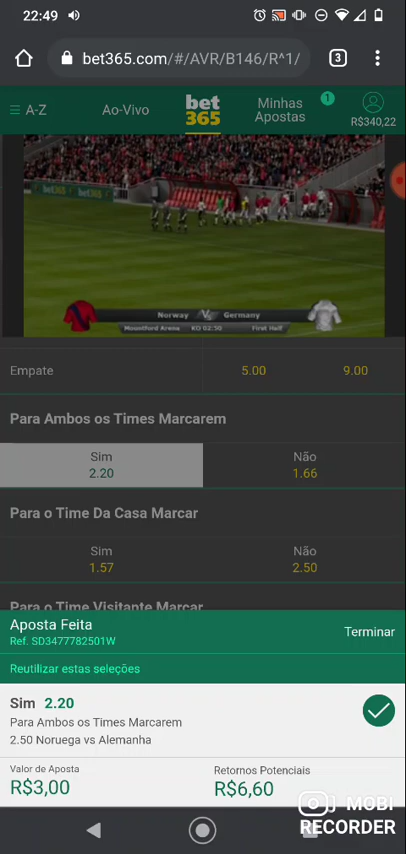 22:49
bet365.com/#/AVR/B146/R^1/
3
A-Z
Ao-Vivo
bet
365
Minhas
Apostas
1
R$340,22
bet365
Norway V Germany
Mountford Arena KO 02:50 First Half
Empate 5.00 9.00
Para Ambos os Times Marcarem
Sim Não
2.20 1.66
Para o Time Da Casa Marcar
Sim Não
1.57 2.50
Para o Time Visitante Marcar
Aposta Feita
Ref. SD3477782501W
Terminar
Reutilizar estas seleções
Sim 2.20
Para Ambos os Times Marcarem
2.50 Noruega vs Alemanha
Valor de Aposta Retornos Potenciais
R$3,00 R$6,60
MOBI
RECORDER